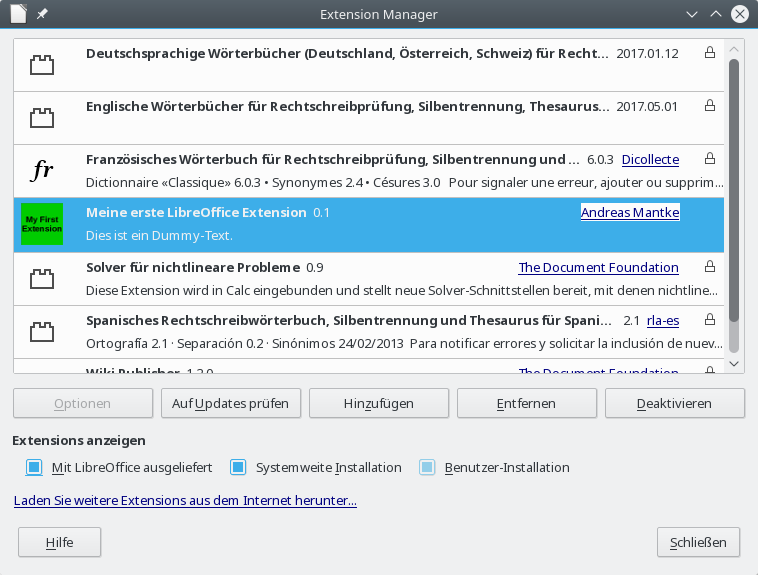 Extension Manager
Deutschsprachige Wörterbücher (Deutschland, Österreich, Schweiz) für Recht... 2017.01.12
Englische Wörterbücher für Rechtschreibprüfung, Silbentrennung, Thesaurus... 2017.05.01
fr Französisches Wörterbuch für Rechtschreibprüfung, Silbentrennung und ... 6.0.3 Dicollecte
Dictionnaire «Classique» 6.0.3 • Synonymes 2.4 • Césures 3.0 Pour signaler une erreur, ajouter ou supprim...
My First
Extension
Meine erste LibreOffice Extension 0.1 Andreas Mantke
Dies ist ein Dummy-Text.
Solver für nichtlineare Probleme 0.9 The Document Foundation
Diese Extension wird in Calc eingebunden und stellt neue Solver-Schnittstellen bereit, mit denen nichtline...
Spanisches Rechtschreibwörterbuch, Silbentrennung und Thesaurus für Spani... 2.1 rla-es
Ortografía 2.1 · Separación 0.2 · Sinónimos 24/02/2013 Para notificar errores y solicitar la inclusión de nuev...
Wiki Publisher 1.2.0 The Document Foundation
Optionen Auf Updates prüfen Hinzufügen Entfernen Deaktivieren
Extensions anzeigen
Mit LibreOffice ausgeliefert Systemweite Installation Benutzer-Installation
Laden Sie weitere Extensions aus dem Internet herunter...
Hilfe Schließen